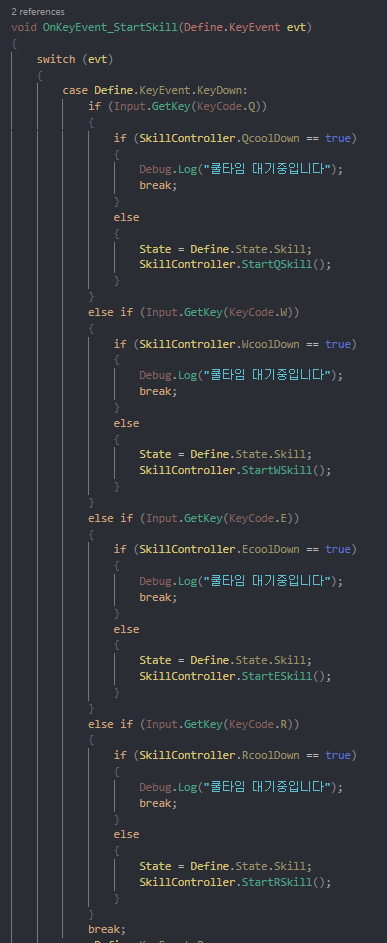 2 references
void OnKeyEvent_StartSkill(Define.KeyEvent evt)
{
switch (evt)
{
case Define.KeyEvent.KeyDown:
if (Input.GetKey(KeyCode.Q))
{
if (SkillController.QcoolDown == true)
{
Debug.Log("쿨타임 대기중입니다");
break;
}
else
{
State = Define.State.Skill;
SkillController.StartQSkill();
}
}
else if (Input.GetKey(KeyCode.W))
{
if (SkillController.WcoolDown == true)
{
Debug.Log("쿨타임 대기중입니다");
break;
}
else
{
State = Define.State.Skill;
SkillController.StartWSkill();
}
}
else if (Input.GetKey(KeyCode.E))
{
if (SkillController.EcoolDown == true)
{
Debug.Log("쿨타임 대기중입니다");
break;
}
else
{
State = Define.State.Skill;
SkillController.StartESkill();
}
}
else if (Input.GetKey(KeyCode.R))
{
if (SkillController.RcoolDown == true)
{
Debug.Log("쿨타임 대기중입니다");
break;
}
else
{
State = Define.State.Skill;
SkillController.StartRSkill();
}
}
break;